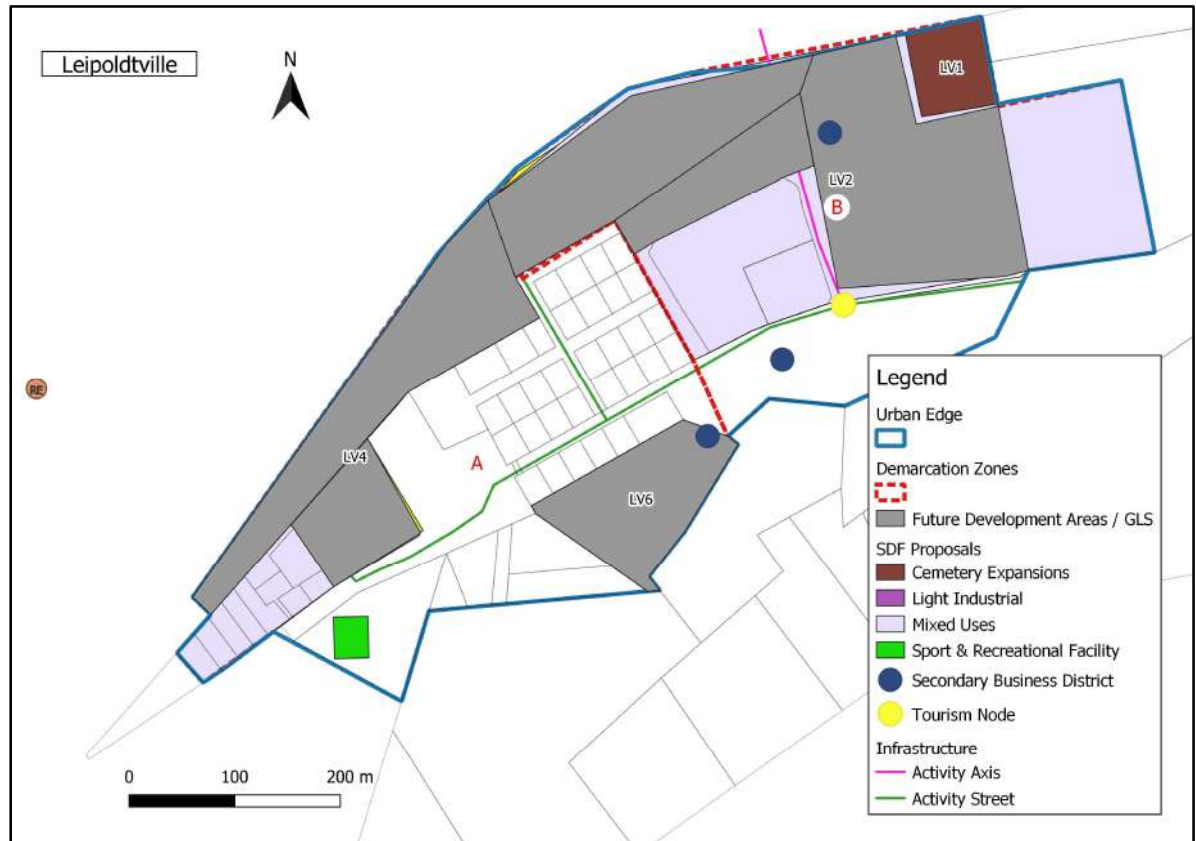 Leipoldtville
N
LV1
LV2
B
RE
LV4
A
LV6
0 100 200 m
Legend
Urban Edge
Demarcation Zones
Future Development Areas / GLS
SDF Proposals
Cemetery Expansions
Light Industrial
Mixed Uses
Sport & Recreational Facility
Secondary Business District
Tourism Node
Infrastructure
Activity Axis
Activity Street